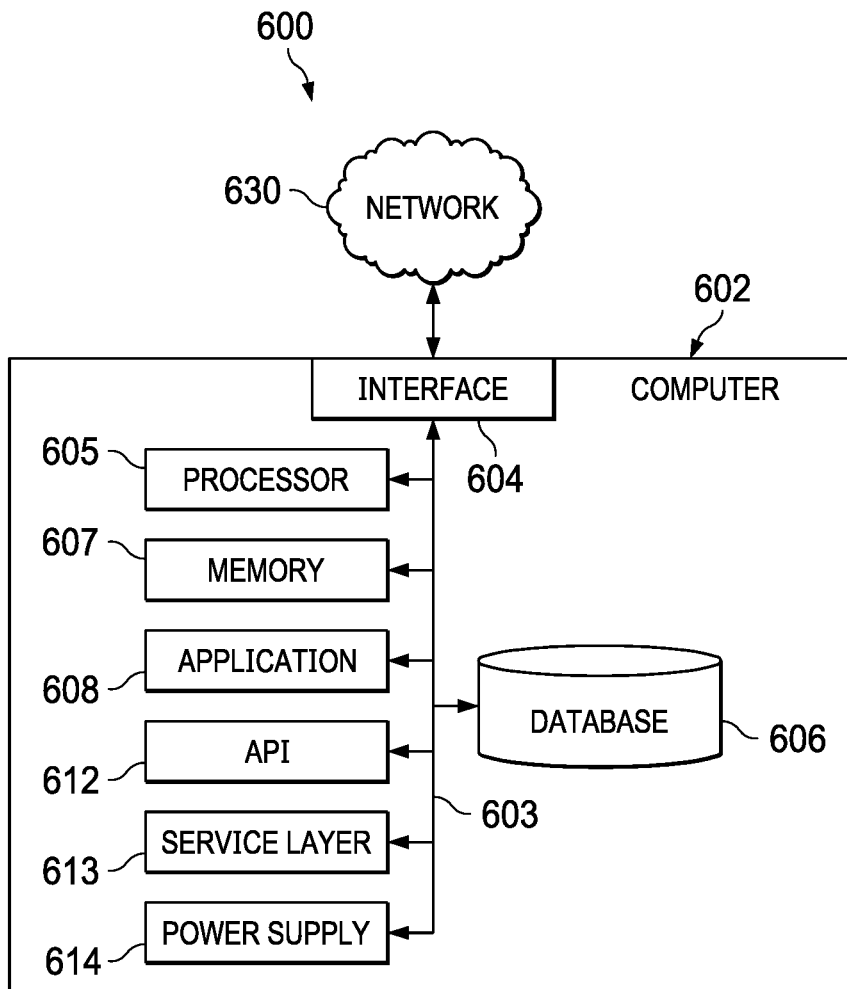 600
630
NETWORK
602
INTERFACE
COMPUTER
605
PROCESSOR
604
607
MEMORY
APPLICATION
608
DATABASE
606
API
612
603
SERVICE LAYER
613
POWER SUPPLY
614